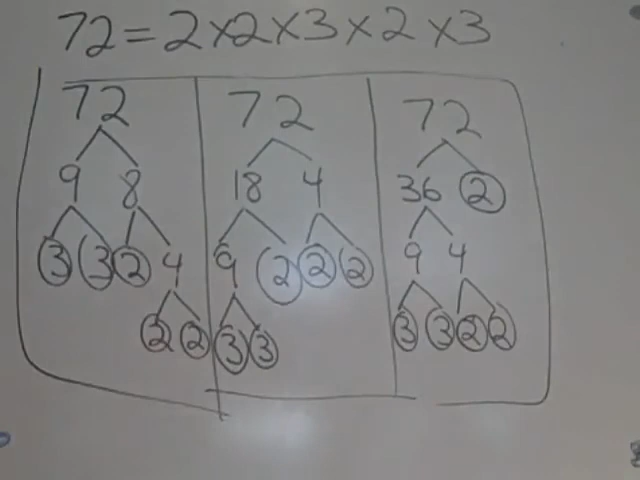 72 = 2 × 2 × 3 × 2 × 3
72 72 72
9 8 18 4 36 2
3 3 2 4 9 2 2 2 9 4
2 2 3 3 3 3 2 2